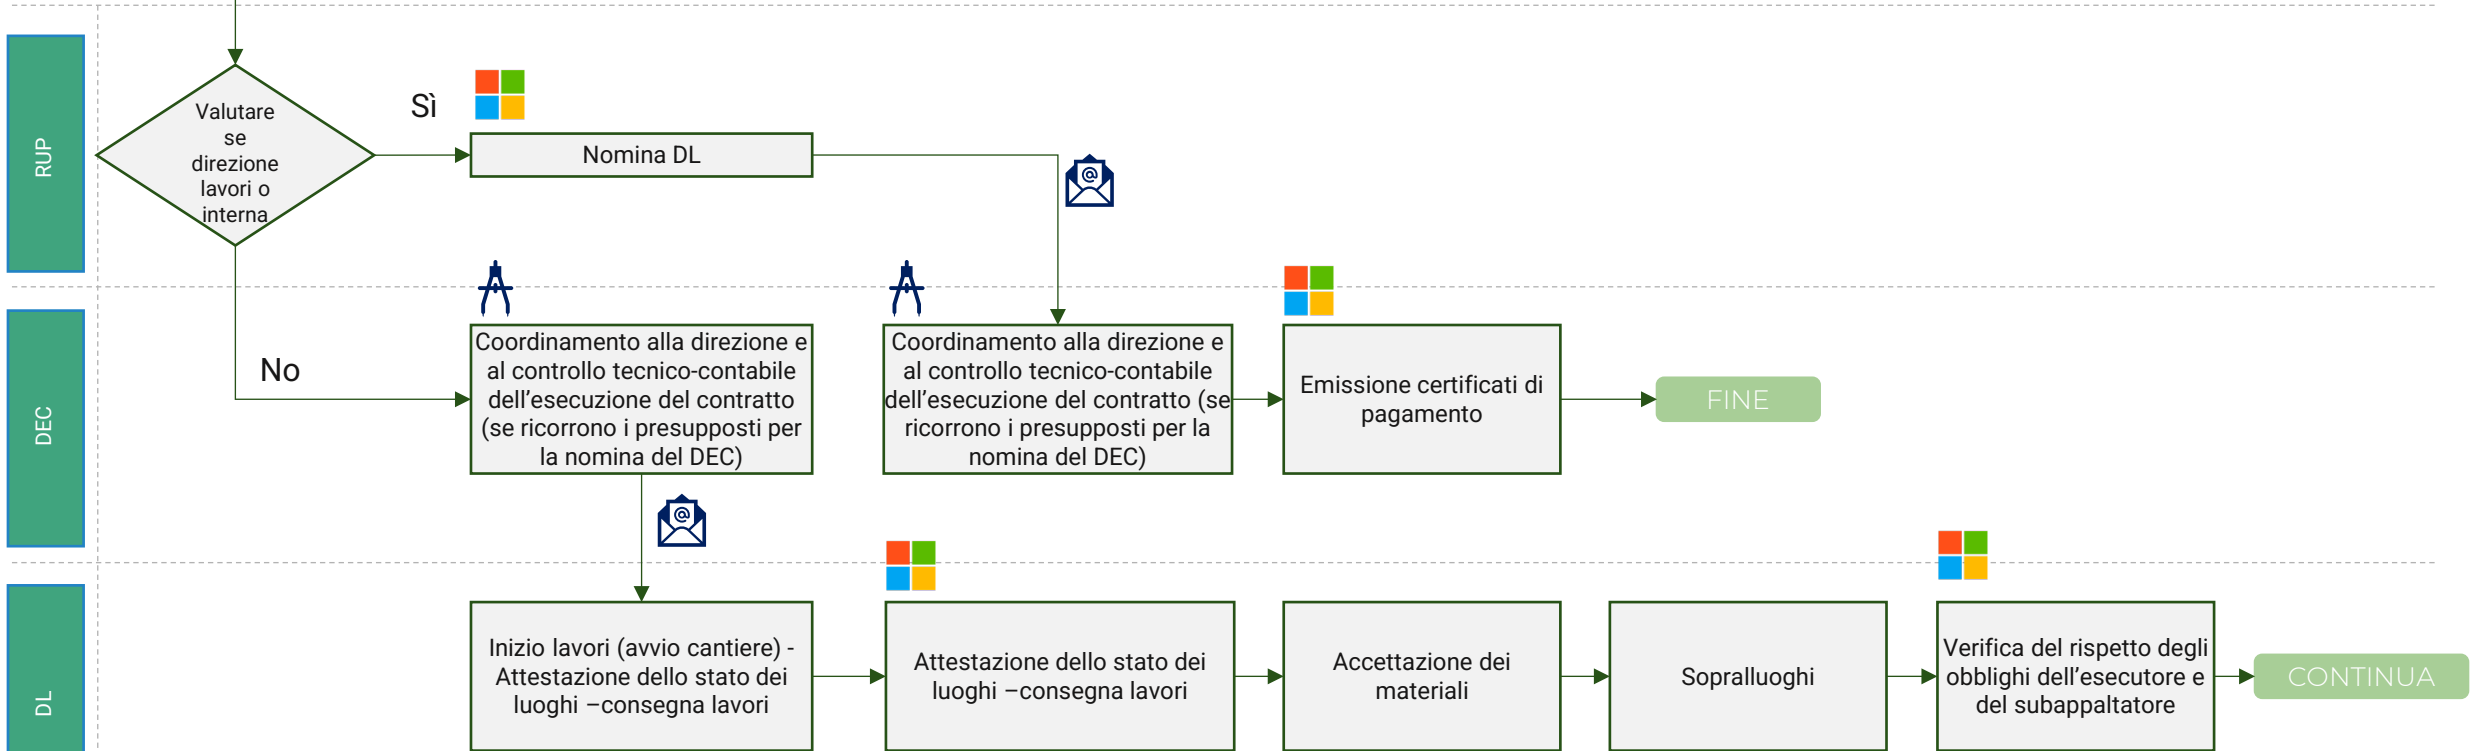 RUP
Valutare
se
direzione
lavori o
interna
Sì
Nomina DL
@
DEC
No
Coordinamento alla direzione e
al controllo tecnico-contabile
dell’esecuzione del contratto
(se ricorrono i presupposti per
la nomina del DEC)
Coordinamento alla direzione e
al controllo tecnico-contabile
dell’esecuzione del contratto (se
ricorrono i presupposti per la
nomina del DEC)
Emissione certificati di
pagamento
FINE
@
DL
Inizio lavori (avvio cantiere) -
Attestazione dello stato dei
luoghi –consegna lavori
Attestazione dello stato dei
luoghi –consegna lavori
Accettazione dei
materiali
Sopralluoghi
Verifica del rispetto degli
obblighi dell’esecutore e
del subappaltatore
CONTINUA